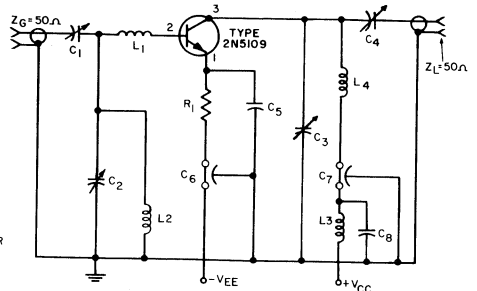 3
Z_G=50Ω
C1
L1
2
TYPE
2N5109
1
C4
Z_L=50Ω
R1
C5
L4
C3
C2
L2
C6
C7
L3
C8
R
-V_EE
+V_CC